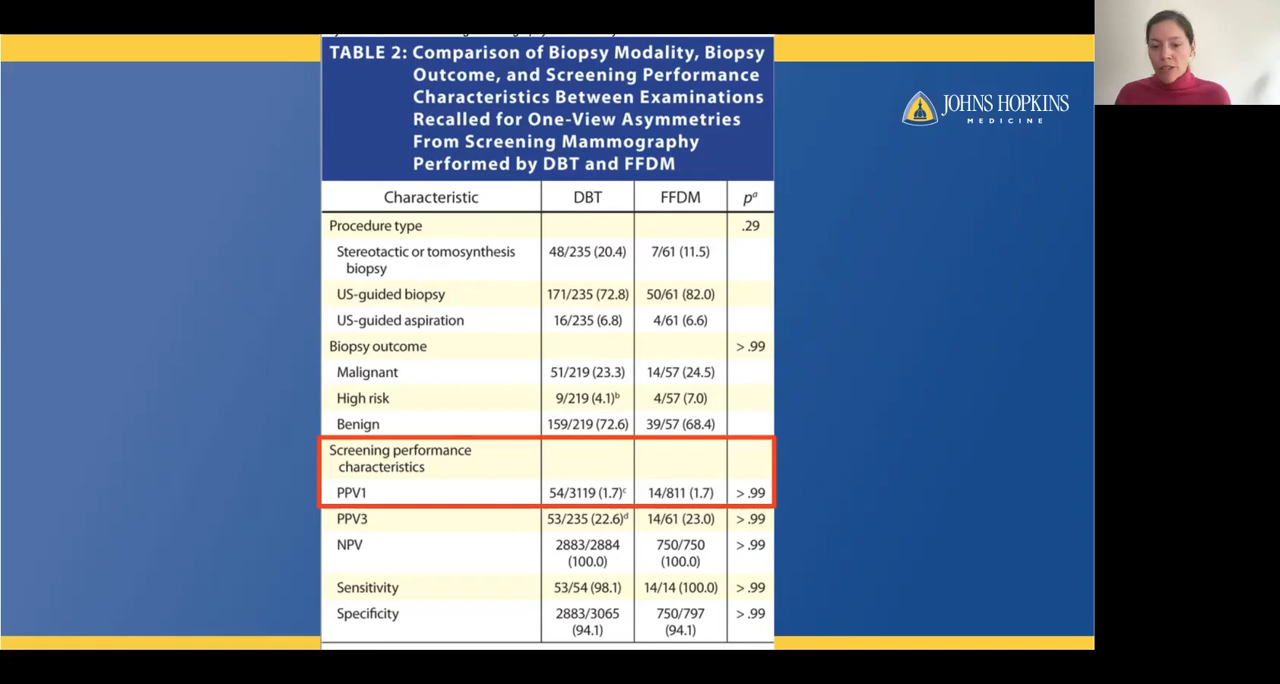 TABLE 2: Comparison of Biopsy Modality, Biopsy
Outcome, and Screening Performance
Characteristics Between Examinations
Recalled for One-View Asymmetries
From Screening Mammography
Performed by DBT and FFDM
JOHNS HOPKINS
MEDICINE
Characteristic DBT FFDM pᵃ
Procedure type .29
Stereotactic or tomosynthesis 48/235 (20.4) 7/61 (11.5)
biopsy
US-guided biopsy 171/235 (72.8) 50/61 (82.0)
US-guided aspiration 16/235 (6.8) 4/61 (6.6)
Biopsy outcome > .99
Malignant 51/219 (23.3) 14/57 (24.5)
High risk 9/219 (4.1)ᵇ 4/57 (7.0)
Benign 159/219 (72.6) 39/57 (68.4)
Screening performance
characteristics
PPV1 54/3119 (1.7)ᶜ 14/811 (1.7) > .99
PPV3 53/235 (22.6)ᵈ 14/61 (23.0) > .99
NPV 2883/2884 750/750 > .99
(100.0) (100.0)
Sensitivity 53/54 (98.1) 14/14 (100.0) > .99
Specificity 2883/3065 750/797 > .99
(94.1) (94.1)